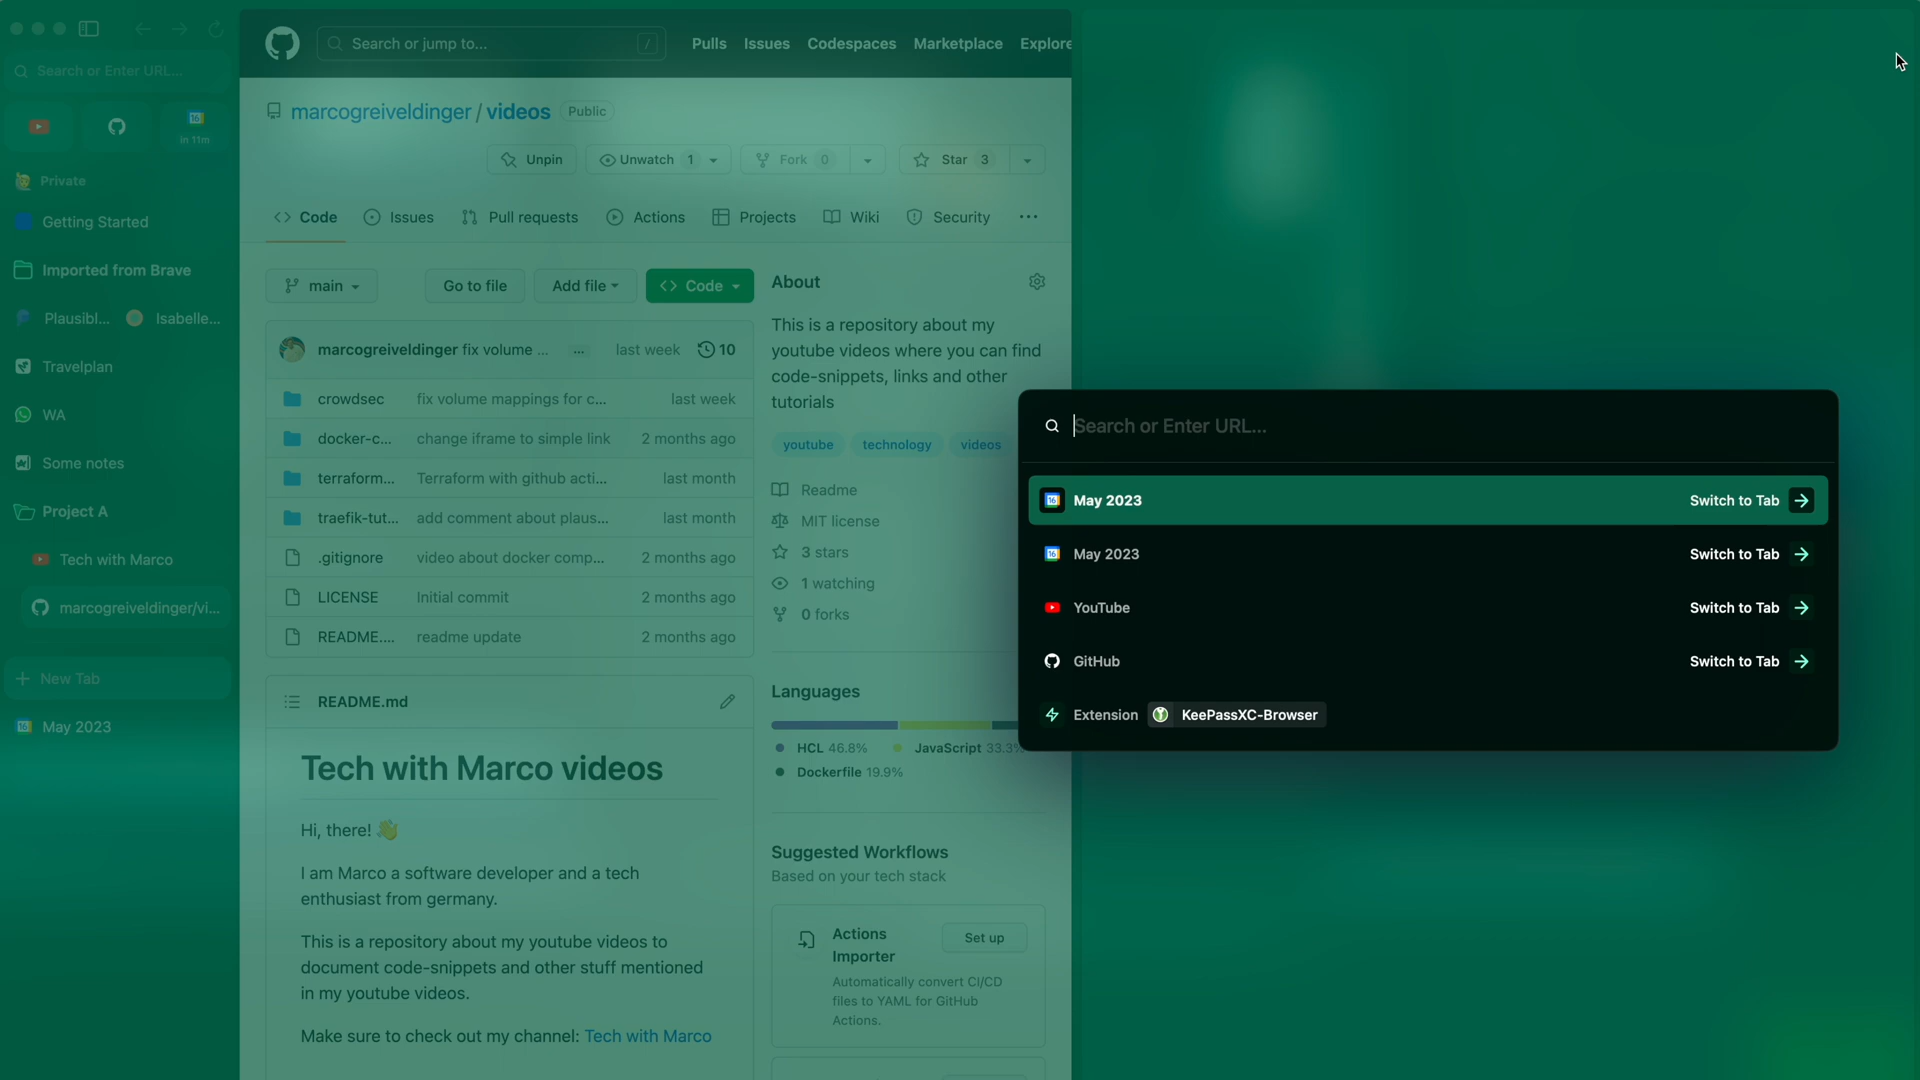 Search or Enter URL...
in 11m
Private
Getting Started
Imported from Brave
Plausibl... Isabelle...
Travelplan
WA
Some notes
Project A
Tech with Marco
marcogreiveldinger/vi...
New Tab
May 2023
Search or jump to... /
Pulls Issues Codespaces Marketplace Explore
marcogreiveldinger / videos Public
Unpin Unwatch 1 Fork 0 Star 3
Code Issues Pull requests Actions Projects Wiki Security ...
main Go to file Add file Code
marcogreiveldinger fix volume ... ... last week 10
crowdsec fix volume mappings for c... last week
docker-c... change iframe to simple link 2 months ago
terraform... Terraform with github acti... last month
traefik-tut... add comment about plaus... last month
.gitignore video about docker comp... 2 months ago
LICENSE Initial commit 2 months ago
README.... readme update 2 months ago
README.md
Tech with Marco videos
Hi, there! 👋
I am Marco a software developer and a tech
enthusiast from germany.
This is a repository about my youtube videos to
document code-snippets and other stuff mentioned
in my youtube videos.
Make sure to check out my channel: Tech with Marco
About
This is a repository about my
youtube videos where you can find
code-snippets, links and other
tutorials
youtube technology videos
Readme
MIT license
3 stars
1 watching
0 forks
Languages
HCL 46.8% JavaScript 33.3%
Dockerfile 19.9%
Suggested Workflows
Based on your tech stack
Actions
Importer
Set up
Automatically convert CI/CD
files to YAML for GitHub
Actions.
Search or Enter URL...
May 2023 Switch to Tab
May 2023 Switch to Tab
YouTube Switch to Tab
GitHub Switch to Tab
Extension KeePassXC-Browser